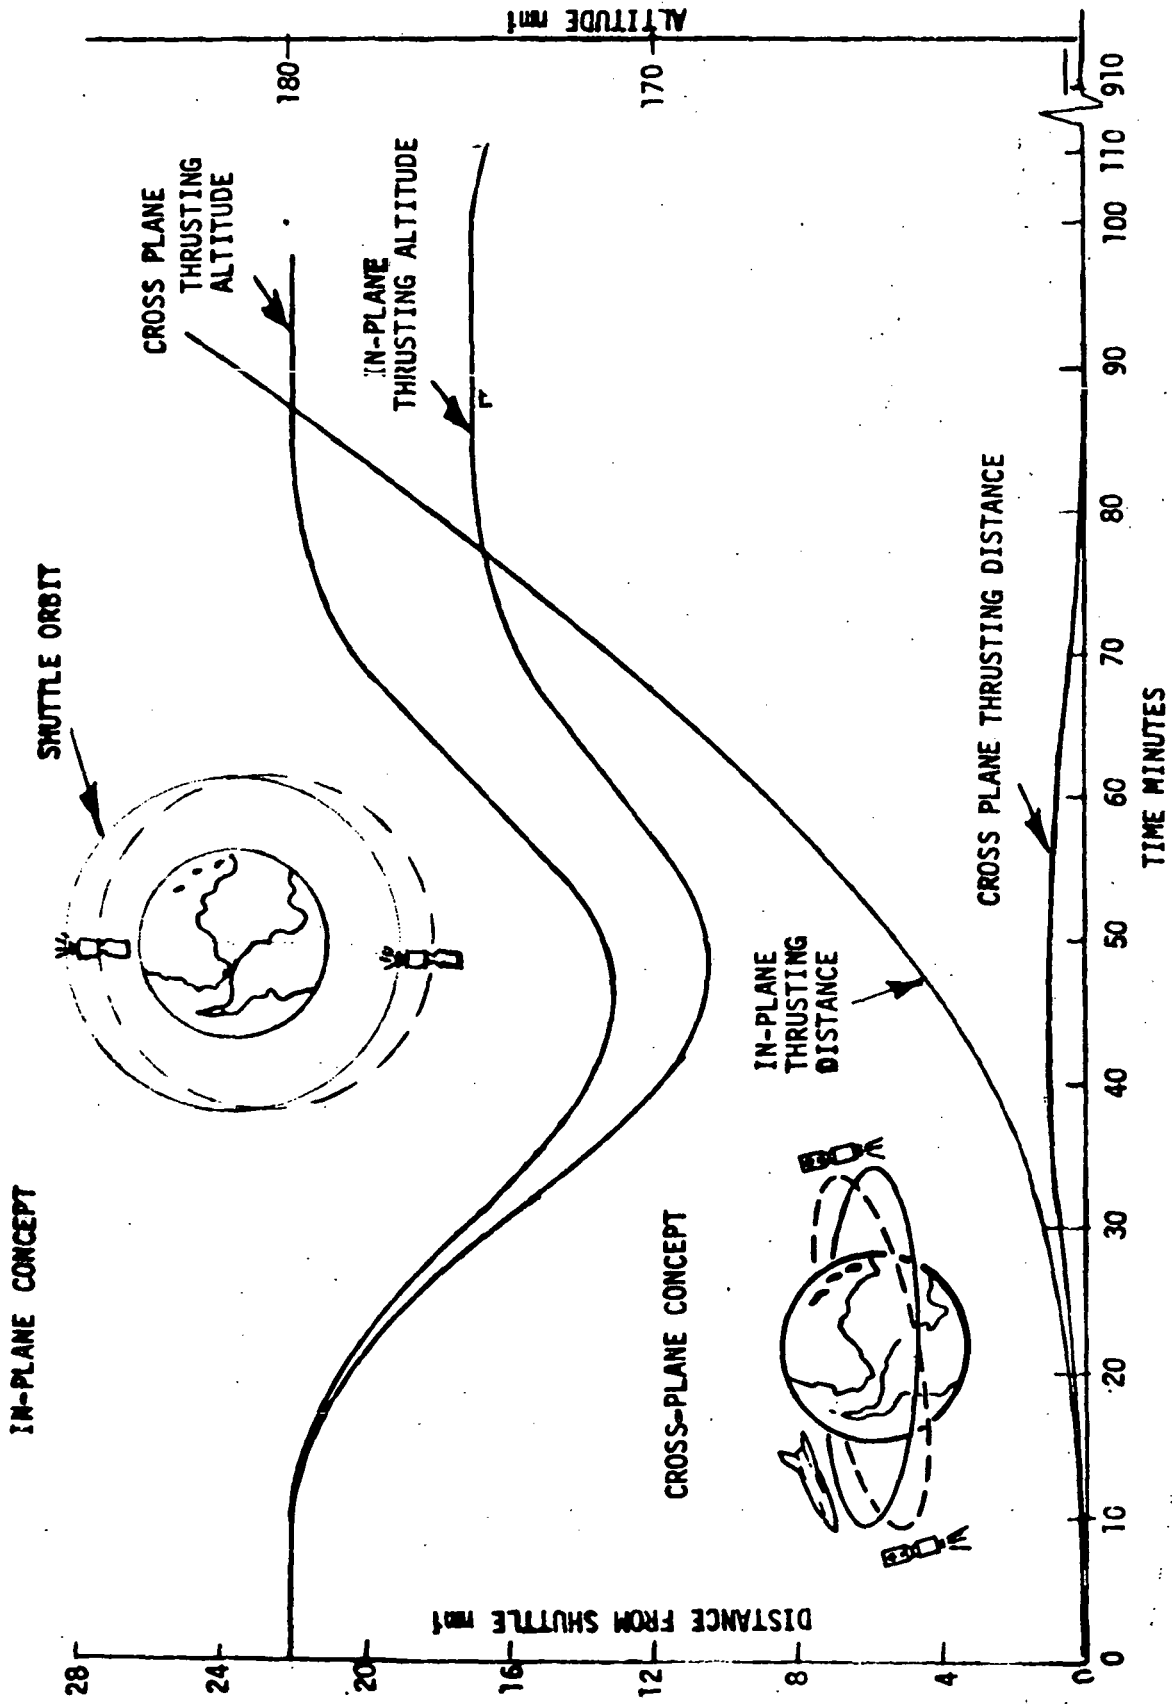 IN-PLANE CONCEPT
SHUTTLE ORBIT
CROSS PLANE
THRUSTING
ALTITUDE
IN-PLANE
THRUSTING ALTITUDE
CROSS-PLANE CONCEPT
IN-PLANE
THRUSTING
DISTANCE
CROSS PLANE THRUSTING DISTANCE
DISTANCE FROM SHUTTLE nmi
28
24
20
16
12
8
4
0
ALTITUDE nmi
180
170
0
10
20
30
40
50
60
70
80
90
100
110
910
TIME MINUTES